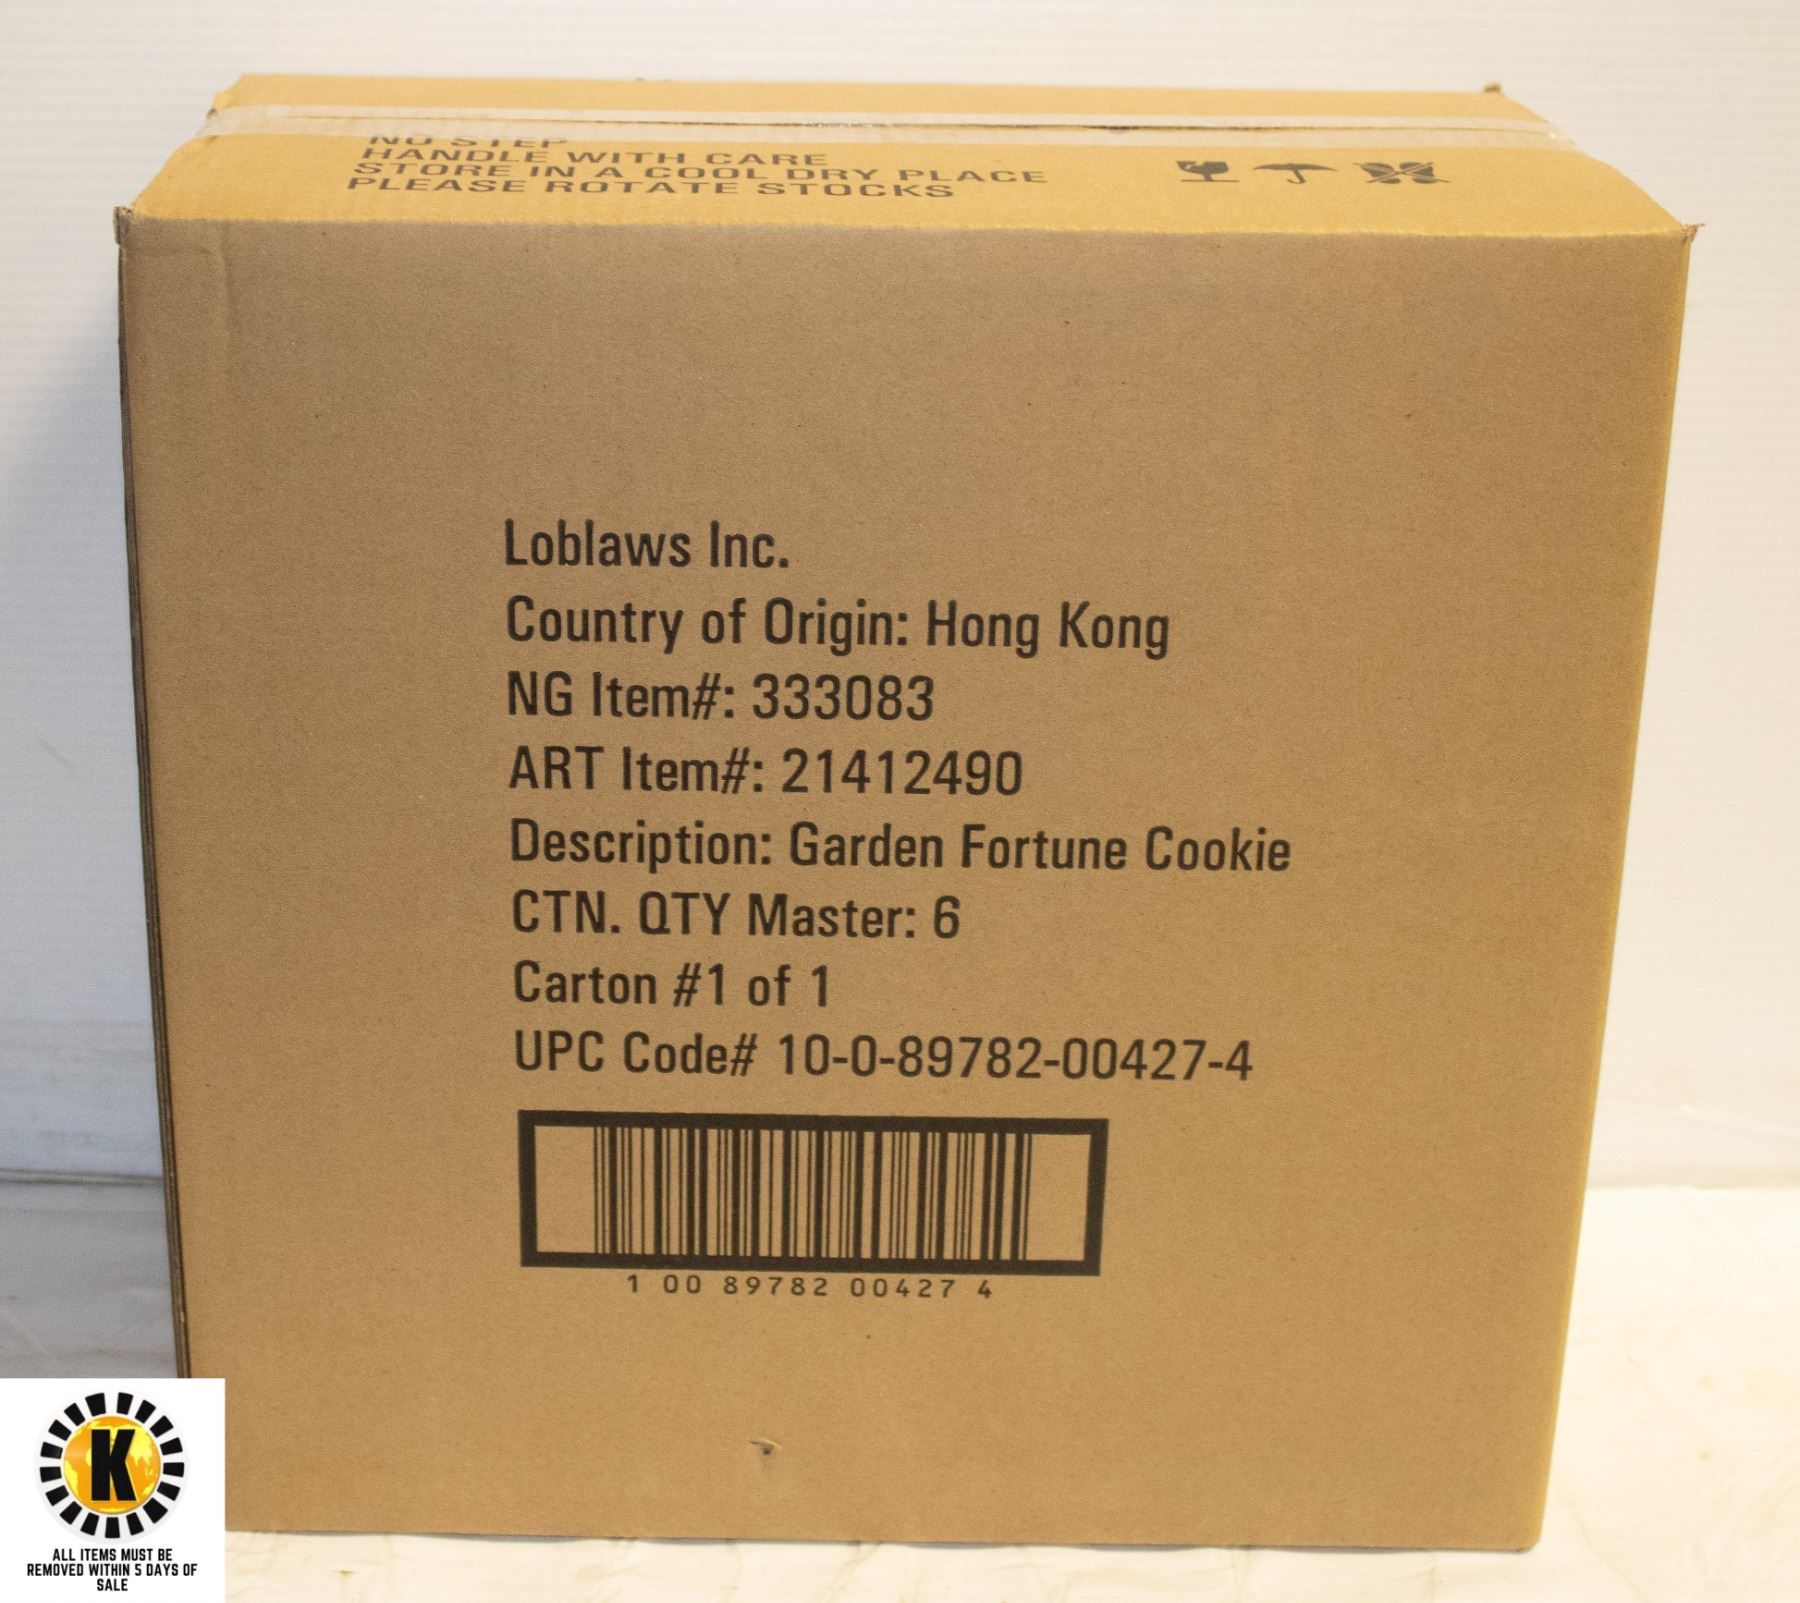 NO STEP
HANDLE WITH CARE
STORE IN A COOL DRY PLACE
PLEASE ROTATE STOCKS
Loblaws Inc.
Country of Origin: Hong Kong
NG Item#: 333083
ART Item#: 21412490
Description: Garden Fortune Cookie
CTN. QTY Master: 6
Carton #1 of 1
UPC Code# 10-0-89782-00427-4
1 00 89782 00427 4
K
ALL ITEMS MUST BE
REMOVED WITHIN 5 DAYS OF
SALE